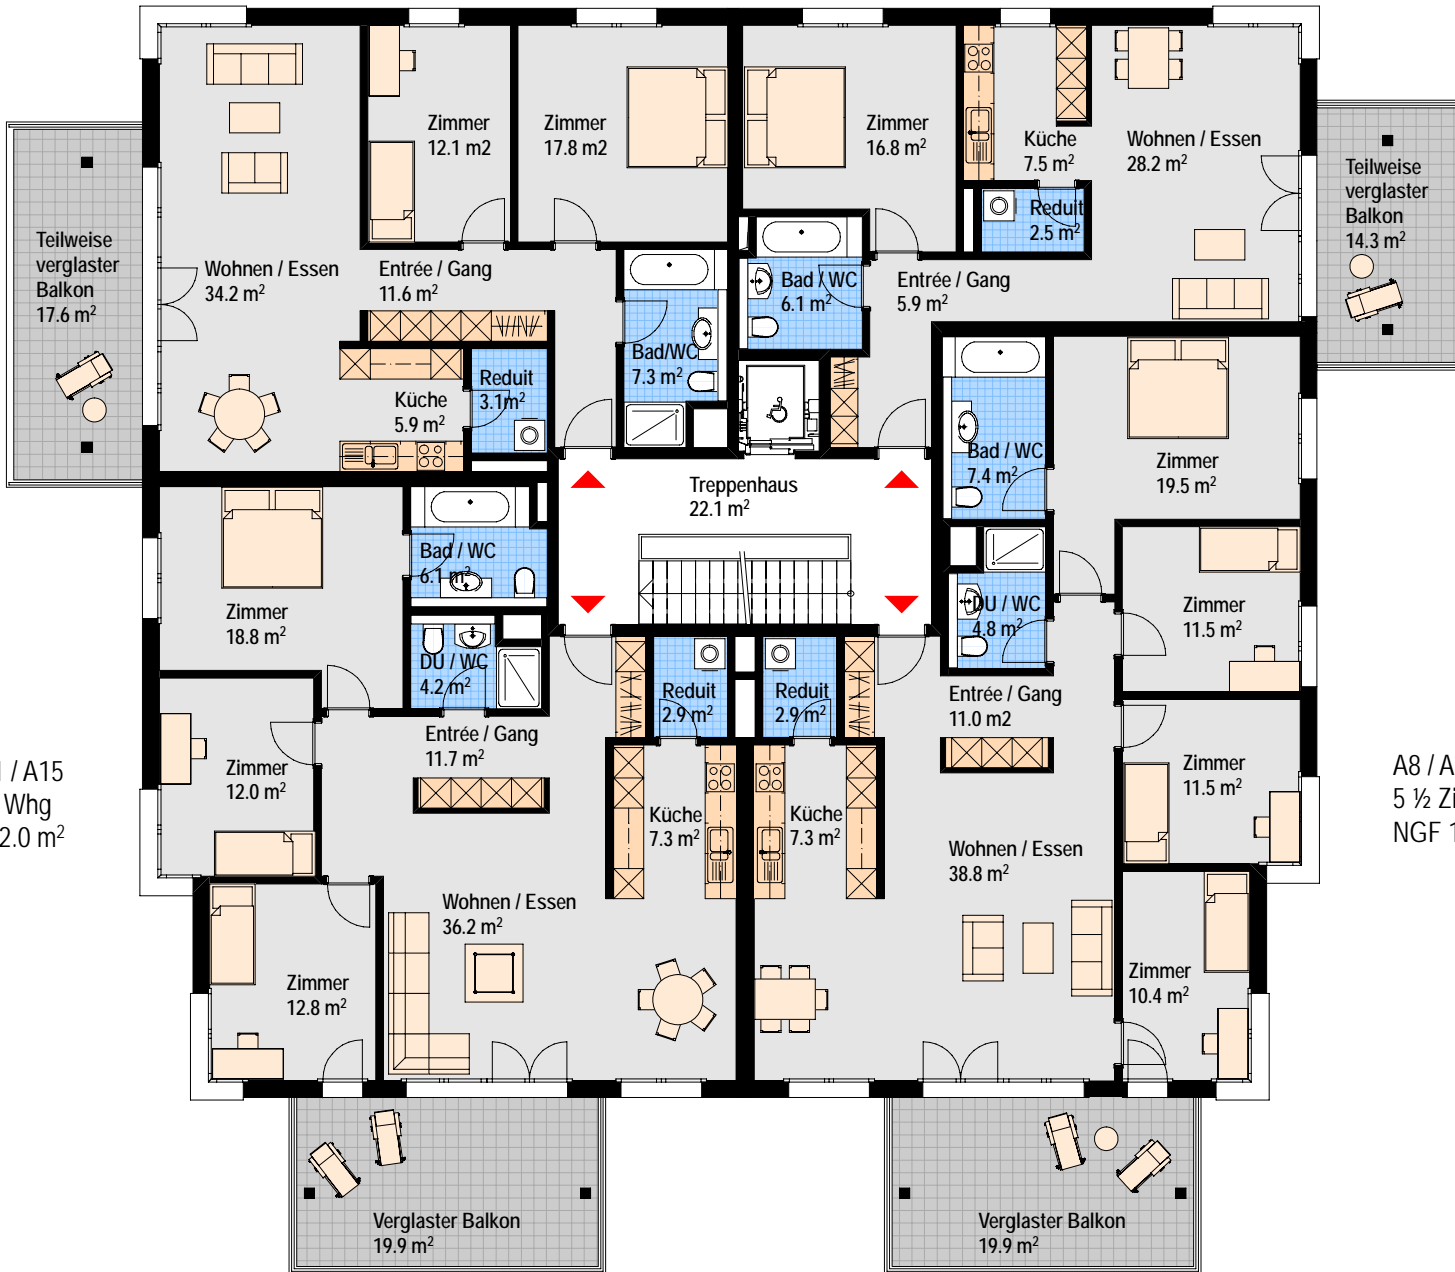 Zimmer
12.1 m2
Zimmer
17.8 m2
Zimmer
16.8 m²
Küche
7.5 m²
Wohnen / Essen
28.2 m²
Teilweise
verglaster
Balkon
14.3 m²
Reduit
2.5 m²
Teilweise
verglaster
Balkon
17.6 m²
Wohnen / Essen
34.2 m²
Entrée / Gang
11.6 m²
Bad / WC
6.1 m²
Entrée / Gang
5.9 m²
Bad/WC
7.3 m²
Reduit
3.1m²
Küche
5.9 m²
Bad / WC
7.4 m²
Zimmer
19.5 m²
Treppenhaus
22.1 m²
Bad / WC
6.1 m²
Zimmer
18.8 m²
DU / WC
4.8 m²
Zimmer
11.5 m²
DU / WC
4.2 m²
Reduit
2.9 m²
Reduit
2.9 m²
Entrée / Gang
11.0 m2
Entrée / Gang
11.7 m²
Zimmer
12.0 m²
Zimmer
11.5 m²
/ A15
Whg
2.0 m²
A8 / A
5 ½ Zi
NGF 1
Küche
7.3 m²
Küche
7.3 m²
Wohnen / Essen
38.8 m²
Wohnen / Essen
36.2 m²
Zimmer
12.8 m²
Zimmer
10.4 m²
Verglaster Balkon
19.9 m²
Verglaster Balkon
19.9 m²